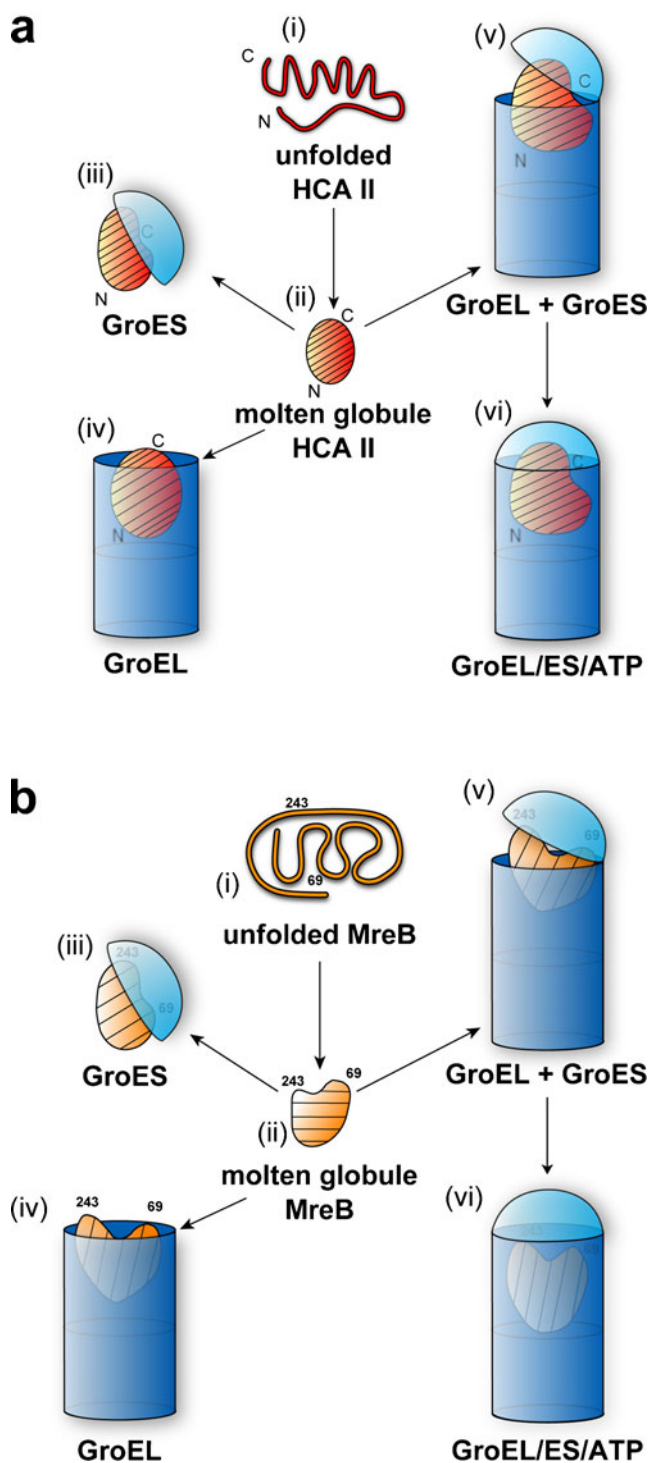 a
(i)
C
N
unfolded
HCA II
(iii)
C
N
GroES
(ii)
C
N
molten globule
HCA II
(iv)
C
N
GroEL
(v)
C
N
GroEL + GroES
(vi)
C
N
GroEL/ES/ATP
b
243
(i)
69
unfolded MreB
(iii)
243
69
GroES
243
69
(ii)
molten globule
MreB
(iv)
243
69
GroEL
(v)
243
69
GroEL + GroES
(vi)
243
69
GroEL/ES/ATP